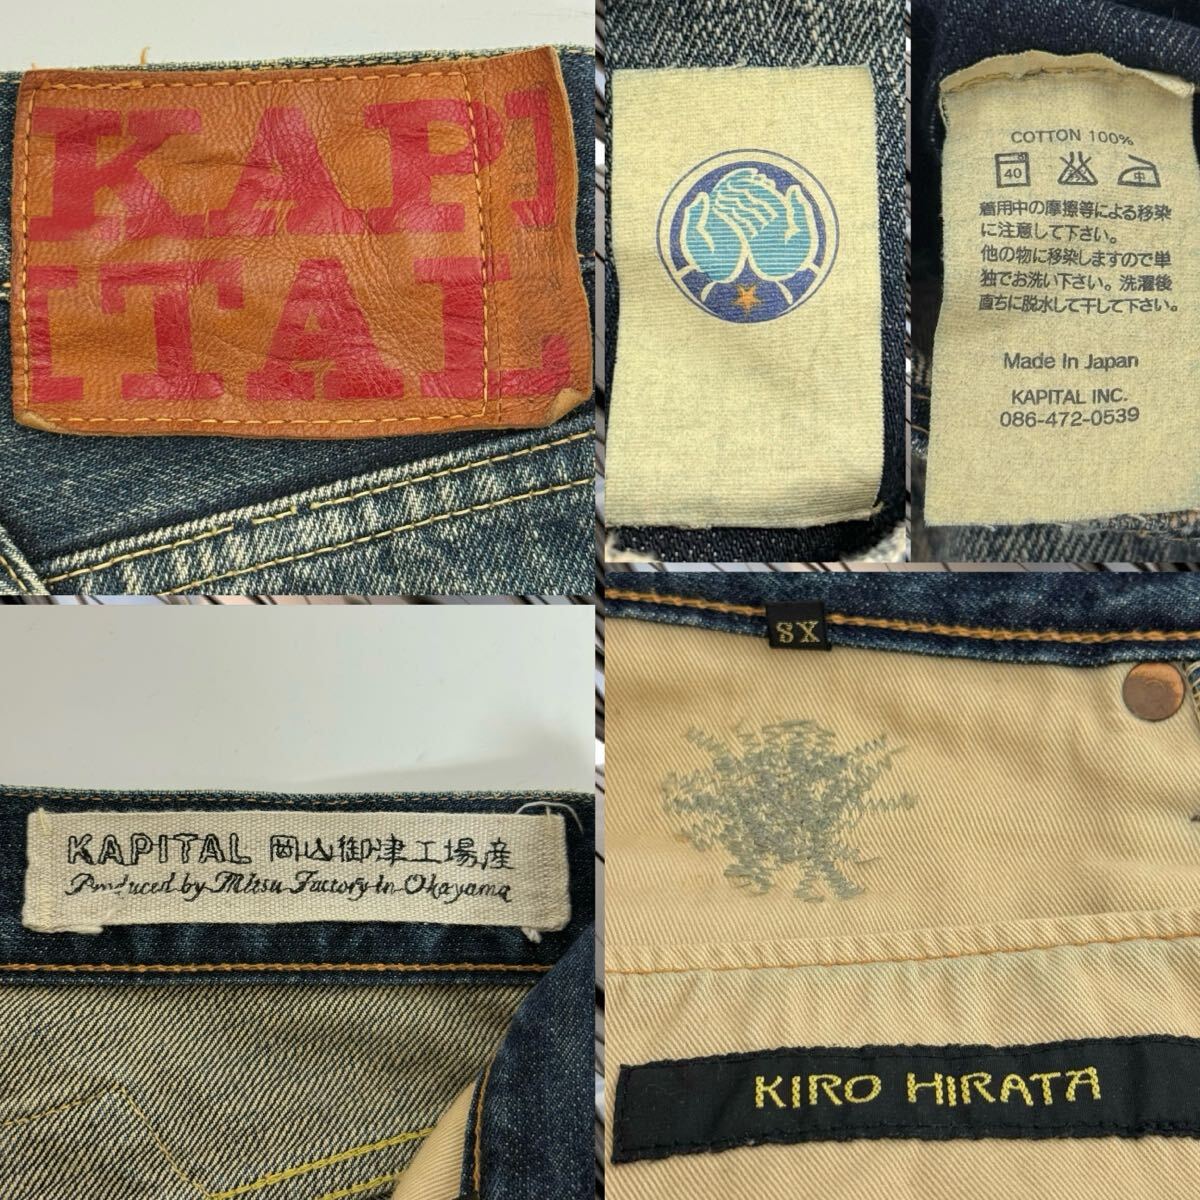 KAPI
ITAL
COTTON 100%
40
中
着用中の摩擦等による移染
に注意して下さい。
他の物に移染しますので単
独でお洗い下さい。洗濯後
直ちに脱水して干して下さい。
Made In Japan
KAPITAL INC.
086-472-0539
KAPITAL 岡山御津工場産
Produced by Mitsu Factory in Okayama
SX
KIRO HIRATA